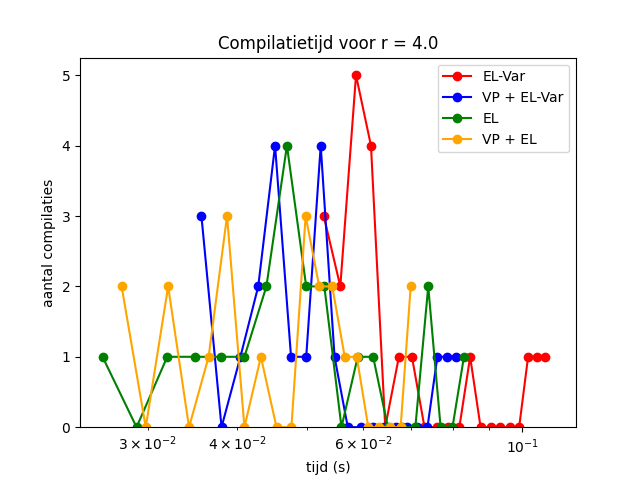 Compilatietijd voor r = 4.0
aantal compilaties
5
4
3
2
1
0
EL-Var
VP + EL-Var
EL
VP + EL
3 × 10⁻² 4 × 10⁻² 6 × 10⁻² 10⁻¹
tijd (s)